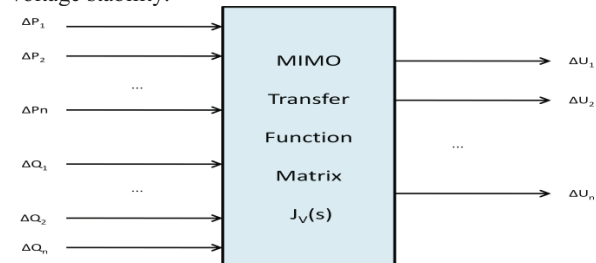 voltage stability.
ΔP₁
ΔP₂
...
ΔPn
ΔQ₁
...
ΔQ₂
ΔQₙ
MIMO
Transfer
Function
Matrix
Jᵥ(s)
ΔU₁
ΔU₂
...
ΔUₙ